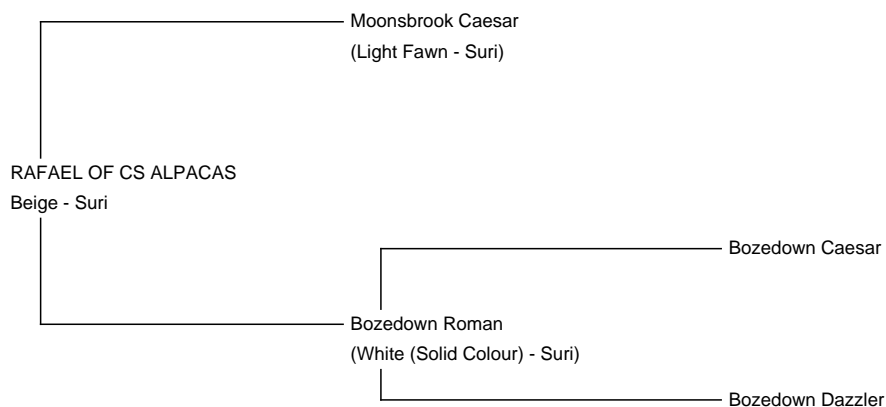 Moonsbrook Caesar
(Light Fawn - Suri)
RAFAEL OF CS ALPACAS
Beige - Suri
Bozedown Caesar
Bozedown Roman
(White (Solid Colour) - Suri)
Bozedown Dazzler